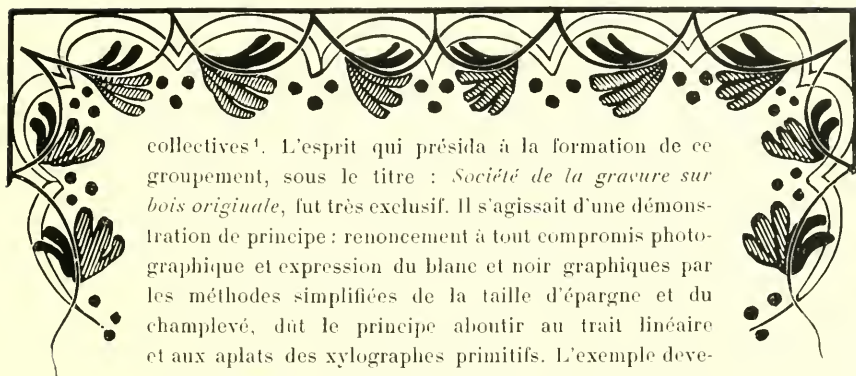 collectives¹. L'esprit qui présida à la formation de ce
groupement, sous le titre : Société de la gravure sur
bois originale, fut très exclusif. Il s'agissait d'une démons-
tration de principe : renoncement à tout compromis photo-
graphique et expression du blanc et noir graphiques par
les méthodes simplifiées de la taille d'épargne et du
champlevé, dût le principe aboutir au trait linéaire
et aux aplats des xylographes primitifs. L'exemple deve-